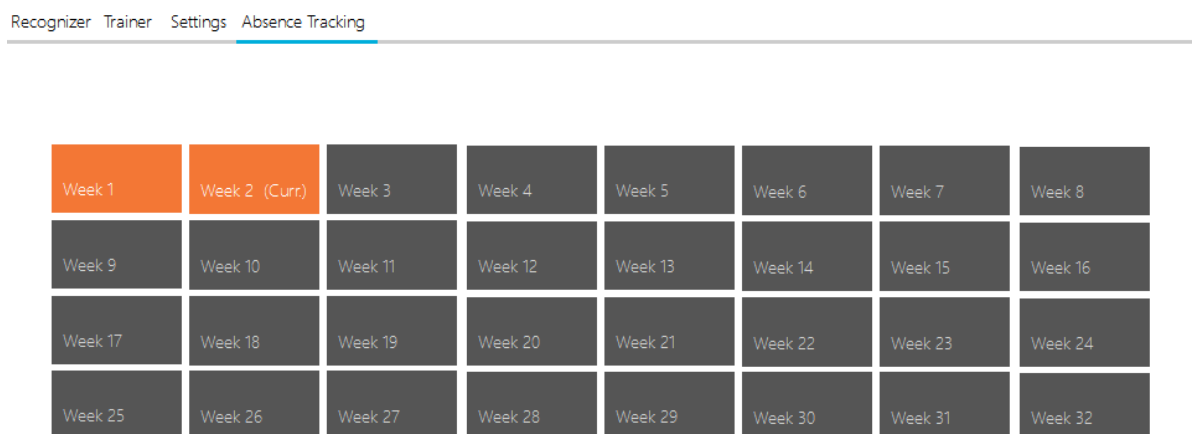 Recognizer Trainer Settings Absence Tracking
Week 1 Week 2 (Curr.) Week 3 Week 4 Week 5 Week 6 Week 7 Week 8
Week 9 Week 10 Week 11 Week 12 Week 13 Week 14 Week 15 Week 16
Week 17 Week 18 Week 19 Week 20 Week 21 Week 22 Week 23 Week 24
Week 25 Week 26 Week 27 Week 28 Week 29 Week 30 Week 31 Week 32